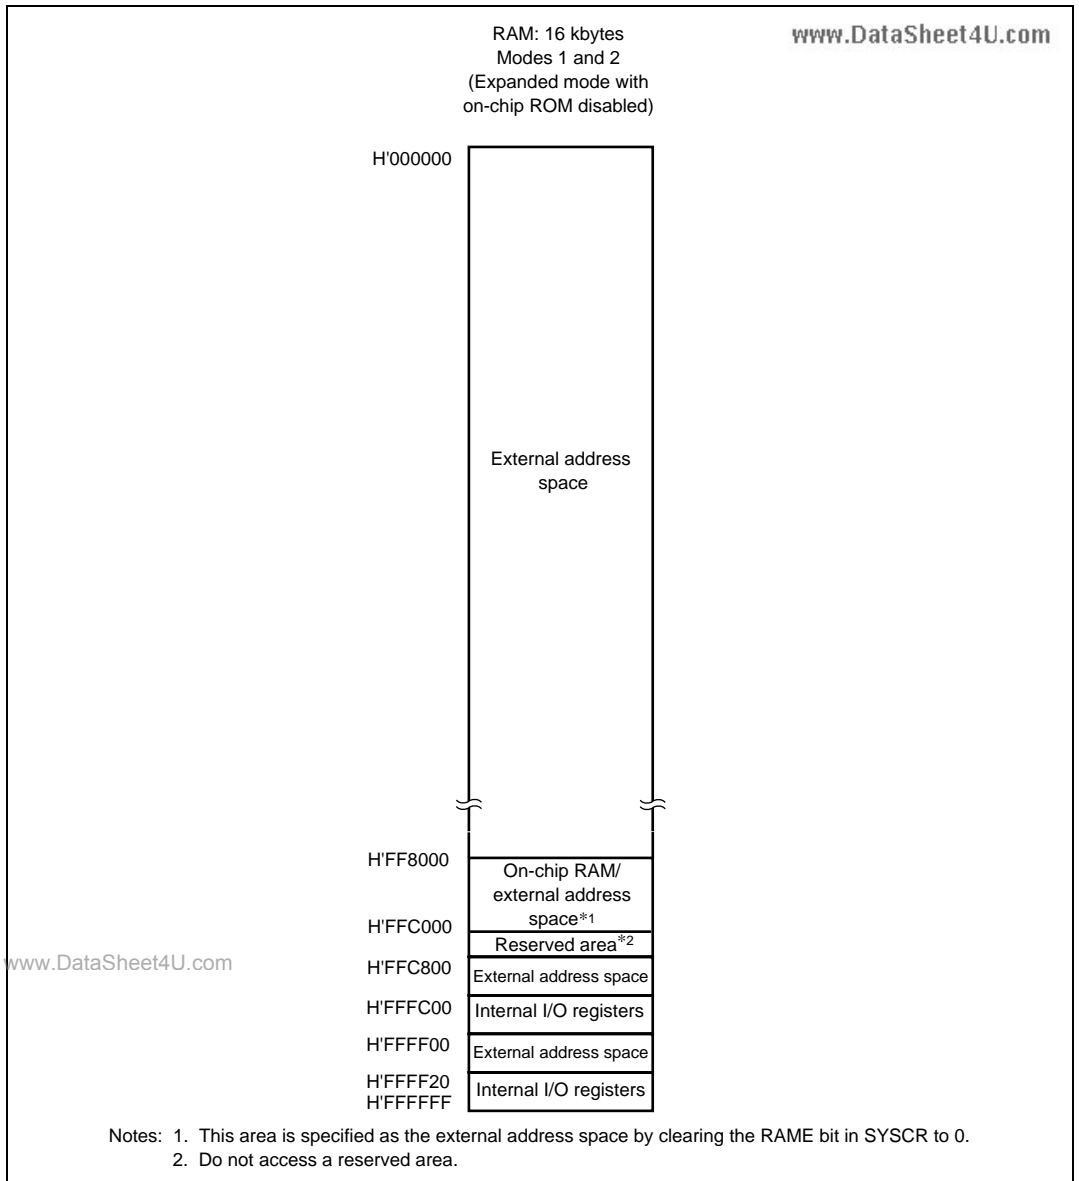 RAM: 16 kbytes
Modes 1 and 2
(Expanded mode with
on-chip ROM disabled)
www.DataSheet4U.com
H'000000
External address
space
H'FF8000
On-chip RAM/
external address
space*1
H'FFC000
Reserved area*2
www.DataSheet4U.com
H'FFC800
External address space
H'FFFC00
Internal I/O registers
H'FFFF00
External address space
H'FFFF20
Internal I/O registers
H'FFFFFF
Notes: 1. This area is specified as the external address space by clearing the RAME bit in SYSCR to 0.
2. Do not access a reserved area.